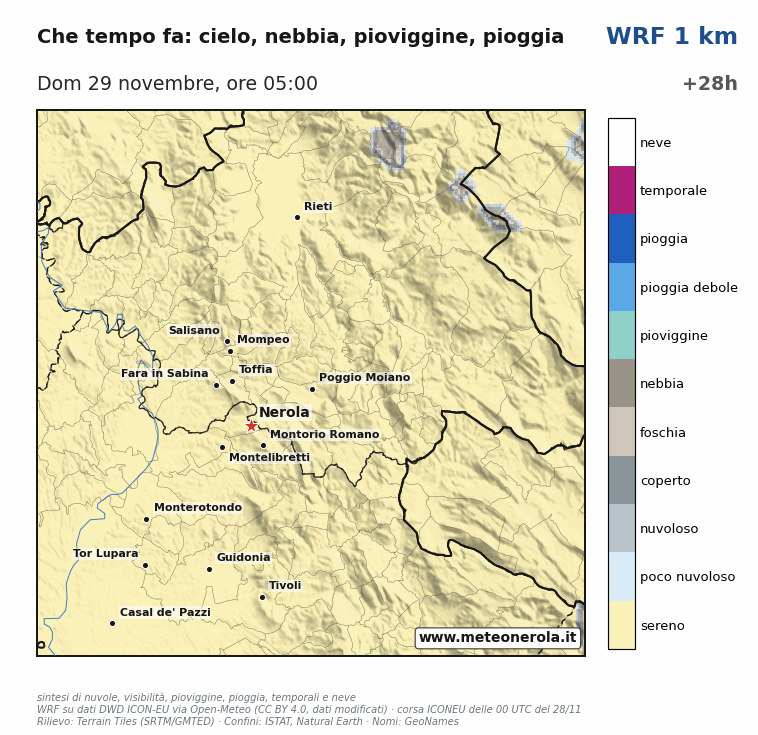 Che tempo fa: cielo, nebbia, pioviggine, pioggia
WRF 1 km
Dom 29 novembre, ore 05:00
+28h
Rieti
Salisano
Mompeo
Fara in Sabina
Toffia
Poggio Moiano
Nerola
Montorio Romano
Montelibretti
Monterotondo
Tor Lupara
Guidonia
Tivoli
Casal de' Pazzi
www.meteonerola.it
neve
temporale
pioggia
pioggia debole
pioviggine
nebbia
foschia
coperto
nuvoloso
poco nuvoloso
sereno
sintesi di nuvole, visibilità, pioviggine, pioggia, temporali e neve
WRF su dati DWD ICON-EU via Open-Meteo (CC BY 4.0, dati modificati) · corsa ICONEU delle 00 UTC del 28/11
Rilievo: Terrain Tiles (SRTM/GMTED) · Confini: ISTAT, Natural Earth · Nomi: GeoNames